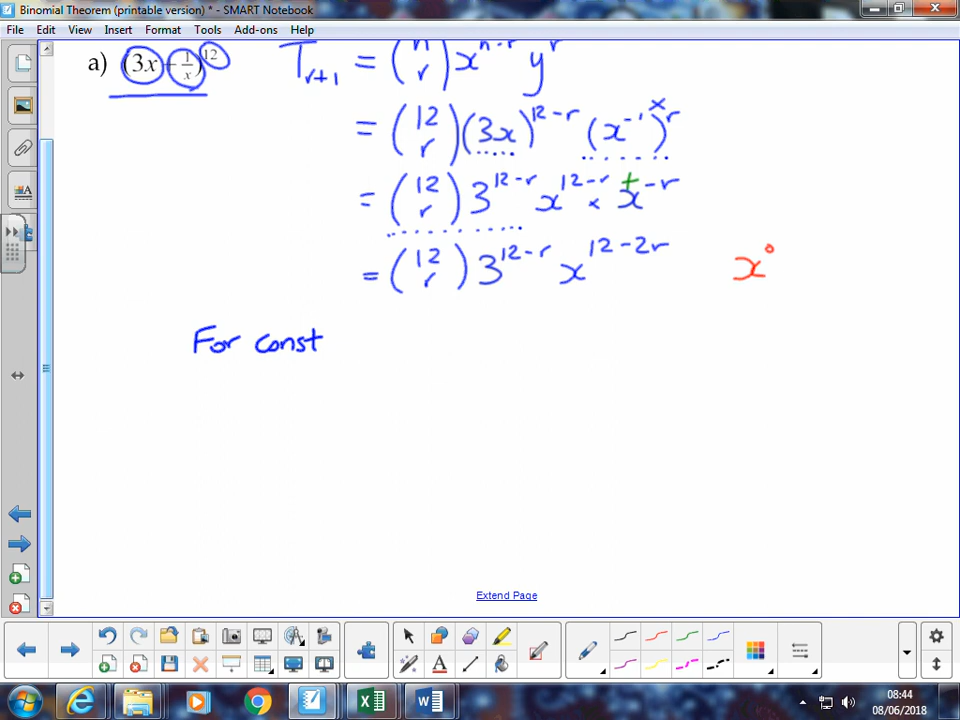 Binomial Theorem (printable version) * - SMART Notebook
File Edit View Insert Format Tools Add-ons Help
a) (3x + 1/x)^12 T_{r+1} = (n r) x^{n-r} y^r
= (12 r) (3x)^{12-r} (x^{-1})^r ×
= (12 r) 3^{12-r} x^{12-r} × x^{-r} +
= (12 r) 3^{12-r} x^{12-2r} x^0
For const
Extend Page
08:44
08/06/2018